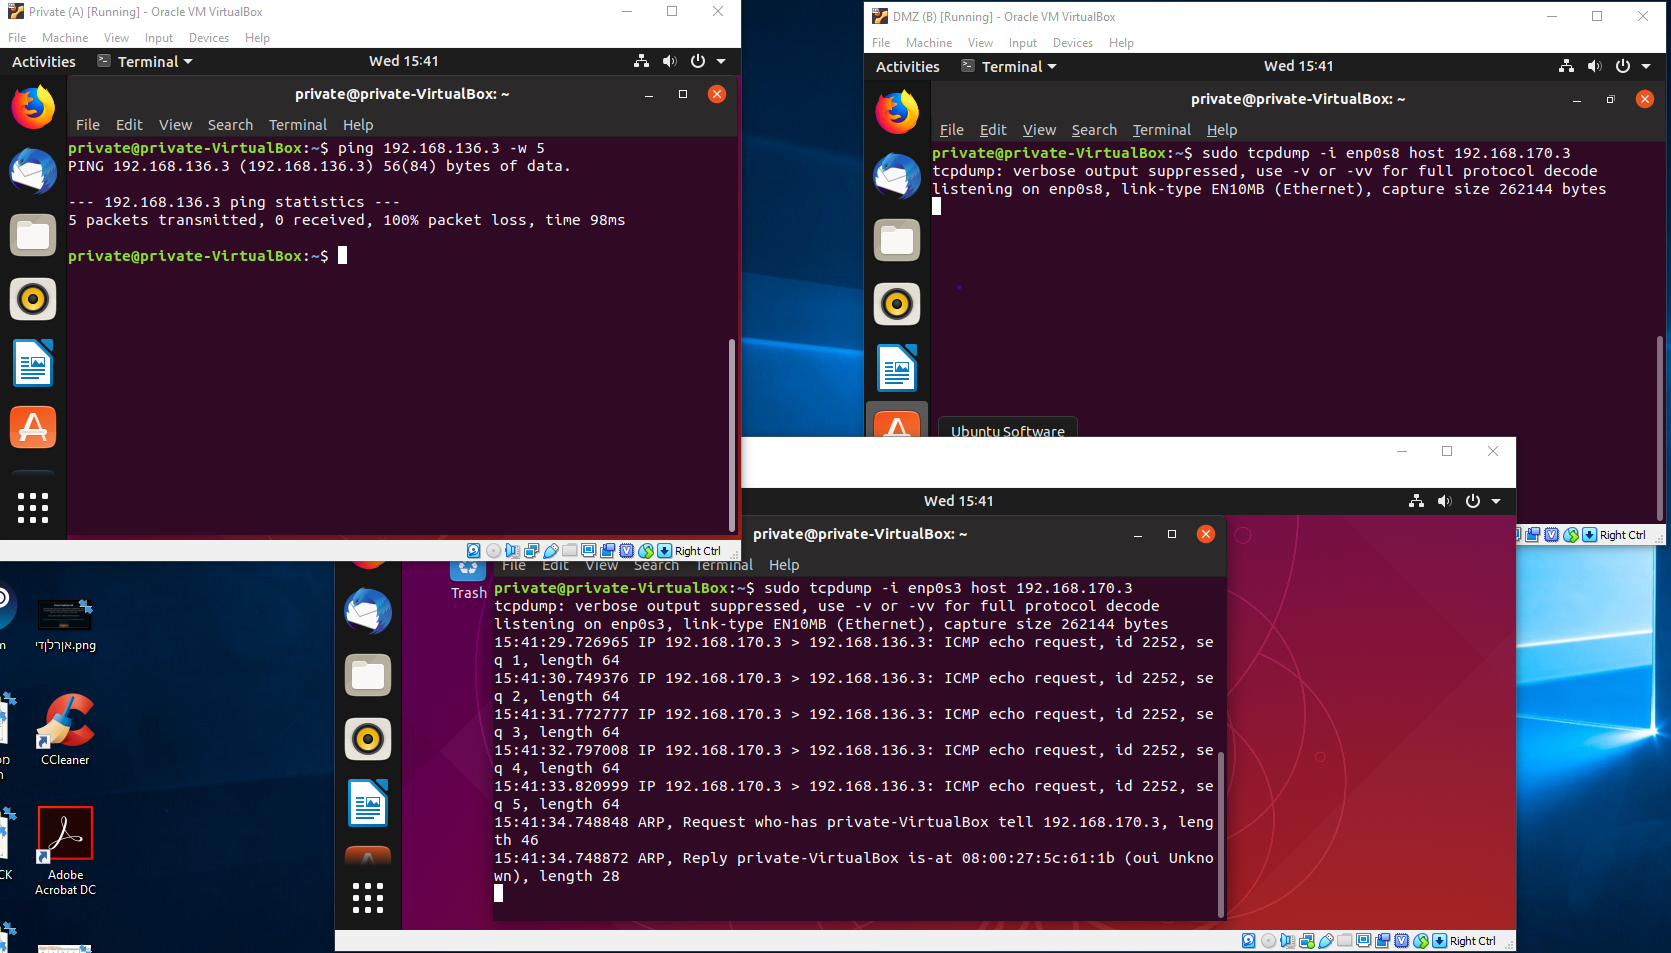 Private (A) [Running] - Oracle VM VirtualBox
File Machine View Input Devices Help
Activities Terminal Wed 15:41
private@private-VirtualBox: ~
File Edit View Search Terminal Help
private@private-VirtualBox:~$ ping 192.168.136.3 -w 5
PING 192.168.136.3 (192.168.136.3) 56(84) bytes of data.
--- 192.168.136.3 ping statistics ---
5 packets transmitted, 0 received, 100% packet loss, time 98ms
private@private-VirtualBox:~$
Right Ctrl
DMZ (B) [Running] - Oracle VM VirtualBox
File Machine View Input Devices Help
Activities Terminal Wed 15:41
private@private-VirtualBox: ~
File Edit View Search Terminal Help
private@private-VirtualBox:~$ sudo tcpdump -i enp0s8 host 192.168.170.3
tcpdump: verbose output suppressed, use -v or -vv for full protocol decode
listening on enp0s8, link-type EN10MB (Ethernet), capture size 262144 bytes
Ubuntu Software
Right Ctrl
Wed 15:41
private@private-VirtualBox: ~
File Edit View Search Terminal Help
Trash
private@private-VirtualBox:~$ sudo tcpdump -i enp0s3 host 192.168.170.3
tcpdump: verbose output suppressed, use -v or -vv for full protocol decode
listening on enp0s3, link-type EN10MB (Ethernet), capture size 262144 bytes
15:41:29.726965 IP 192.168.170.3 > 192.168.136.3: ICMP echo request, id 2252, se
q 1, length 64
15:41:30.749376 IP 192.168.170.3 > 192.168.136.3: ICMP echo request, id 2252, se
q 2, length 64
15:41:31.772777 IP 192.168.170.3 > 192.168.136.3: ICMP echo request, id 2252, se
q 3, length 64
15:41:32.797008 IP 192.168.170.3 > 192.168.136.3: ICMP echo request, id 2252, se
q 4, length 64
15:41:33.820999 IP 192.168.170.3 > 192.168.136.3: ICMP echo request, id 2252, se
q 5, length 64
15:41:34.748848 ARP, Request who-has private-VirtualBox tell 192.168.170.3, leng
th 46
15:41:34.748872 ARP, Reply private-VirtualBox is-at 08:00:27:5c:61:1b (oui Unkno
wn), length 28
Right Ctrl
CCleaner
Adobe
Acrobat DC